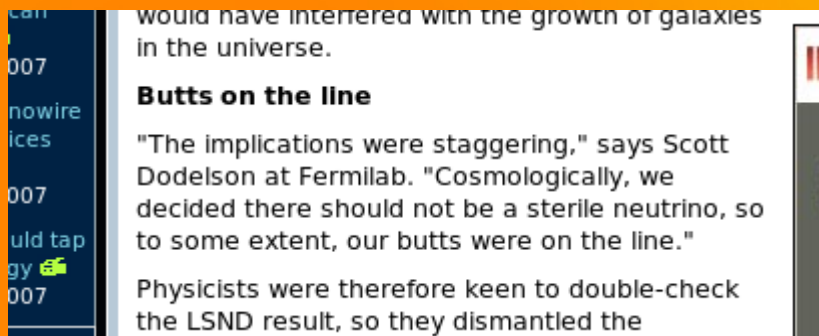 can
007
nowire
ices
007
uld tap
gy
007
would have interfered with the growth of galaxies
in the universe.
Butts on the line
"The implications were staggering," says Scott
Dodelson at Fermilab. "Cosmologically, we
decided there should not be a sterile neutrino, so
to some extent, our butts were on the line."
Physicists were therefore keen to double-check
the LSND result, so they dismantled the